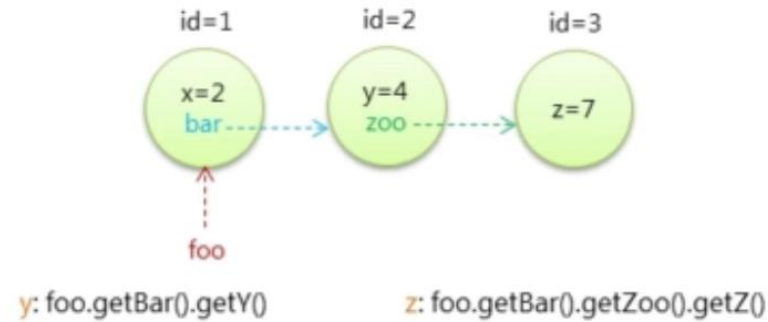 id=1
id=2
id=3
x=2
bar
y=4
zoo
z=7
foo
y: foo.getBar().getY()
z: foo.getBar().getZoo().getZ()